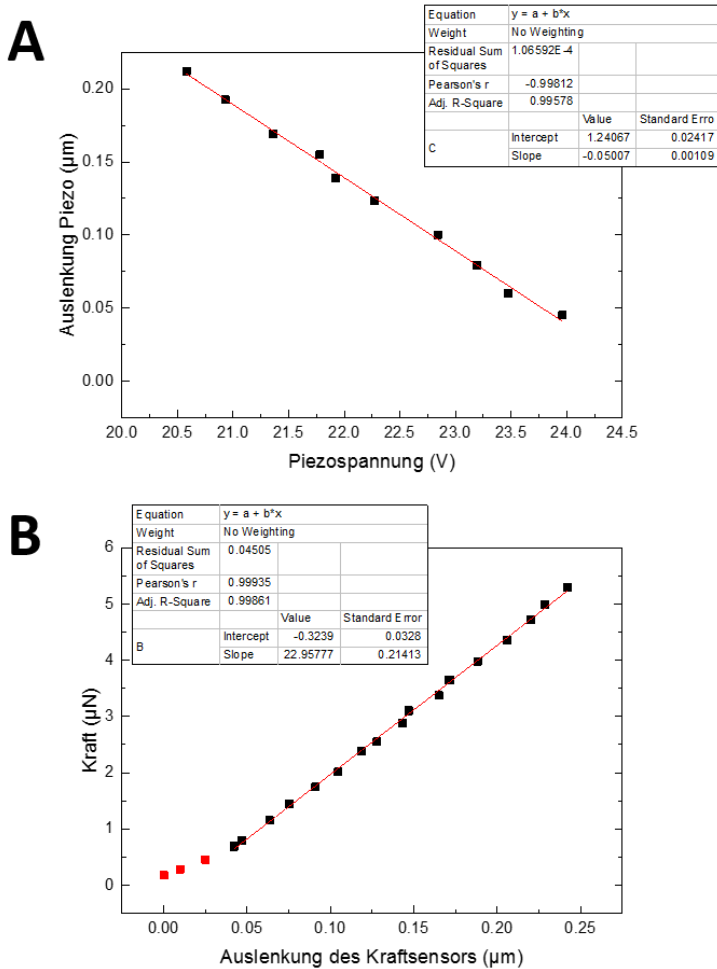 A
Equation y = a + b*x
Weight No Weighting
Residual Sum of Squares 1.06592E-4
Pearson's r -0.99812
Adj. R-Square 0.99578
Value Standard Erro
C Intercept 1.24067 0.02417
Slope -0.05007 0.00109
Auslenkung Piezo (µm)
0.20
0.15
0.10
0.05
0.00
20.0 20.5 21.0 21.5 22.0 22.5 23.0 23.5 24.0 24.5
Piezospannung (V)
B
Equation y = a + b*x
Weight No Weighting
Residual Sum of Squares 0.04505
Pearson's r 0.99935
Adj. R-Square 0.99861
Value Standard Error
B Intercept -0.3239 0.0328
Slope 22.95777 0.21413
Kraft (µN)
6
5
4
3
2
1
0
0.00 0.05 0.10 0.15 0.20 0.25
Auslenkung des Kraftsensors (µm)